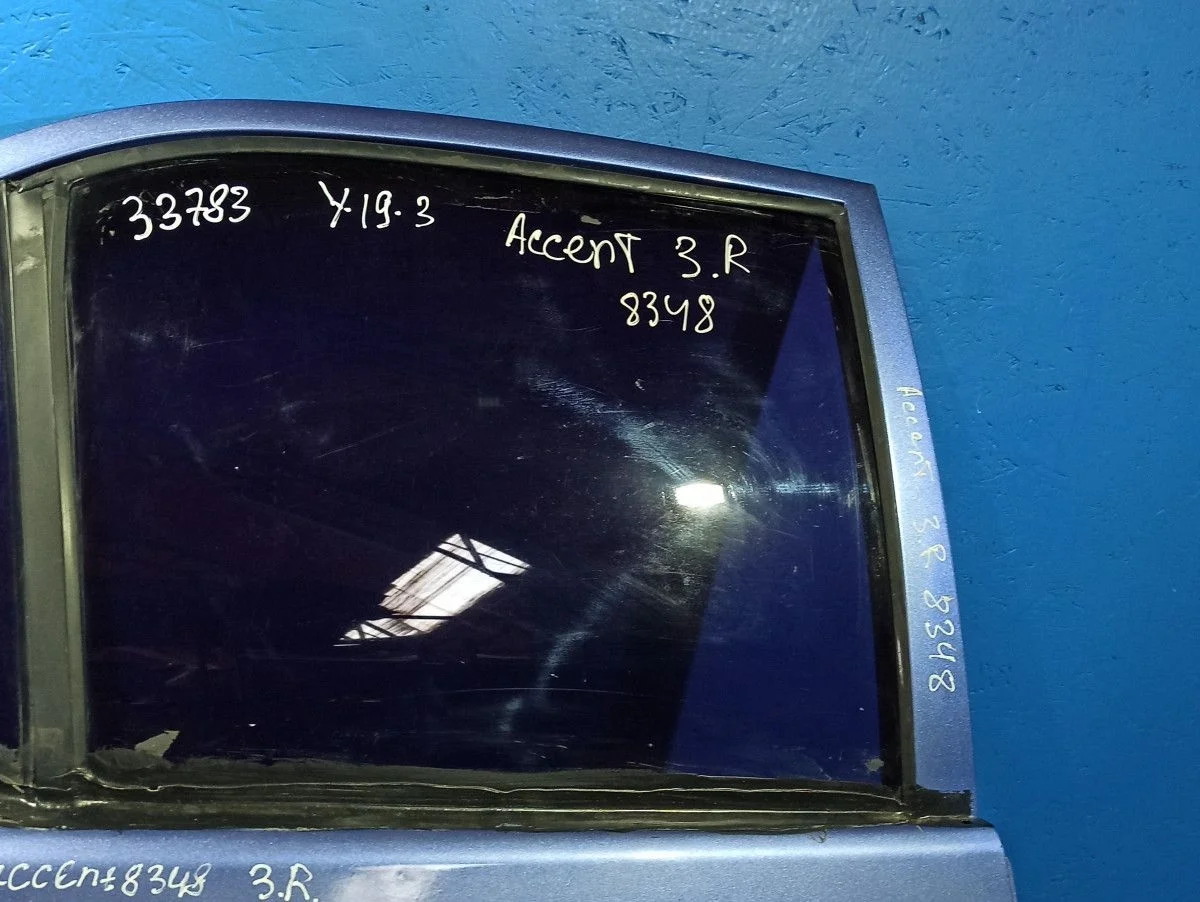 33783 У.19.3 Accent 3.R
8348
Accent 3.R 8348
Accent 8348 3.R.